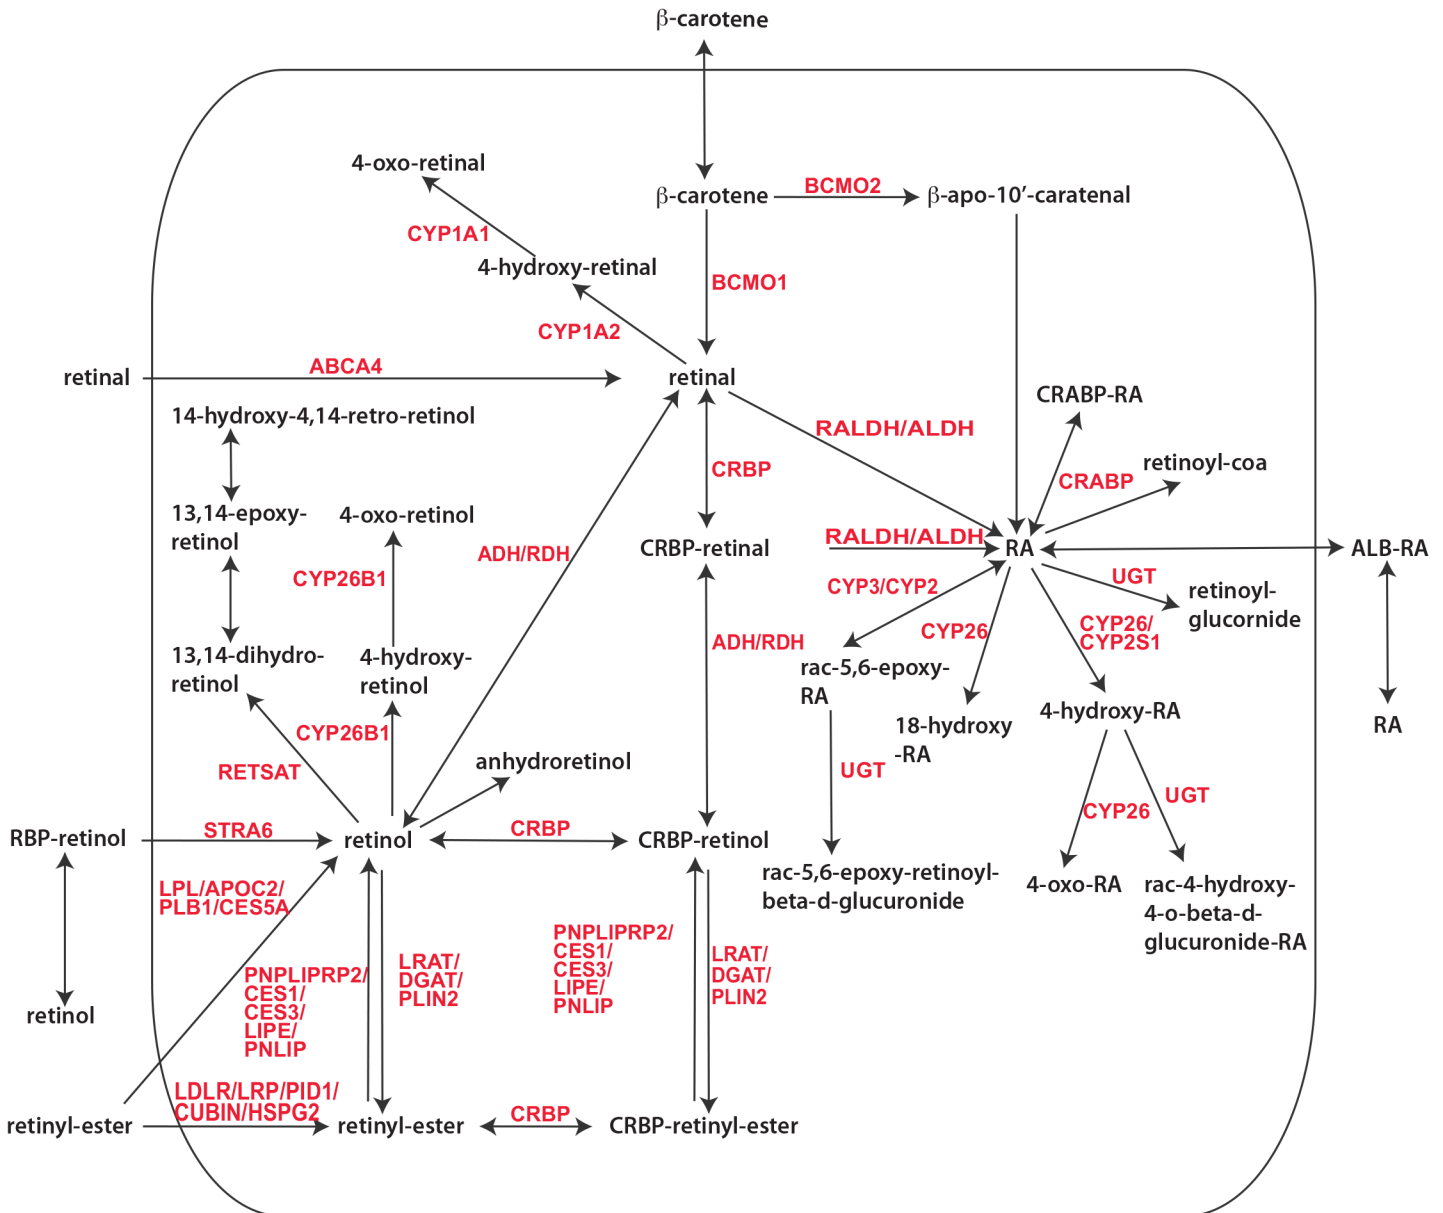 β-carotene
4-oxo-retinal
β-carotene
BCMO2
β-apo-10’-caratenal
CYP1A1
4-hydroxy-retinal
BCMO1
CYP1A2
retinal
ABCA4
retinal
14-hydroxy-4,14-retro-retinol
CRABP-RA
RALDH/ALDH
CRBP
CRABP
retinoyl-coa
13,14-epoxy-
retinol
4-oxo-retinol
ADH/RDH
CRBP-retinal
RALDH/ALDH
RA
ALB-RA
CYP26B1
CYP3/CYP2
UGT
retinoyl-
glucornide
CYP26
CYP26/
CYP2S1
ADH/RDH
13,14-dihydro-
retinol
4-hydroxy-
retinol
rac-5,6-epoxy-
RA
18-hydroxy
-RA
4-hydroxy-RA
RA
CYP26B1
RETSAT
anhydroretinol
UGT
CYP26
UGT
RBP-retinol
STRA6
retinol
CRBP
CRBP-retinol
rac-5,6-epoxy-retinoyl-
beta-d-glucuronide
4-oxo-RA
rac-4-hydroxy-
4-o-beta-d-
glucuronide-RA
LPL/APOC2/
PLB1/CES5A
PNPLIPRP2/
CES1/
CES3/
LIPE/
PNLIP
LRAT/
DGAT/
PLIN2
PNPLIPRP2/
CES1/
CES3/
LIPE/
PNLIP
LRAT/
DGAT/
PLIN2
retinol
LDLR/LRP/PID1/
CUBIN/HSPG2
retinyl-ester
retinyl-ester
CRBP
CRBP-retinyl-ester